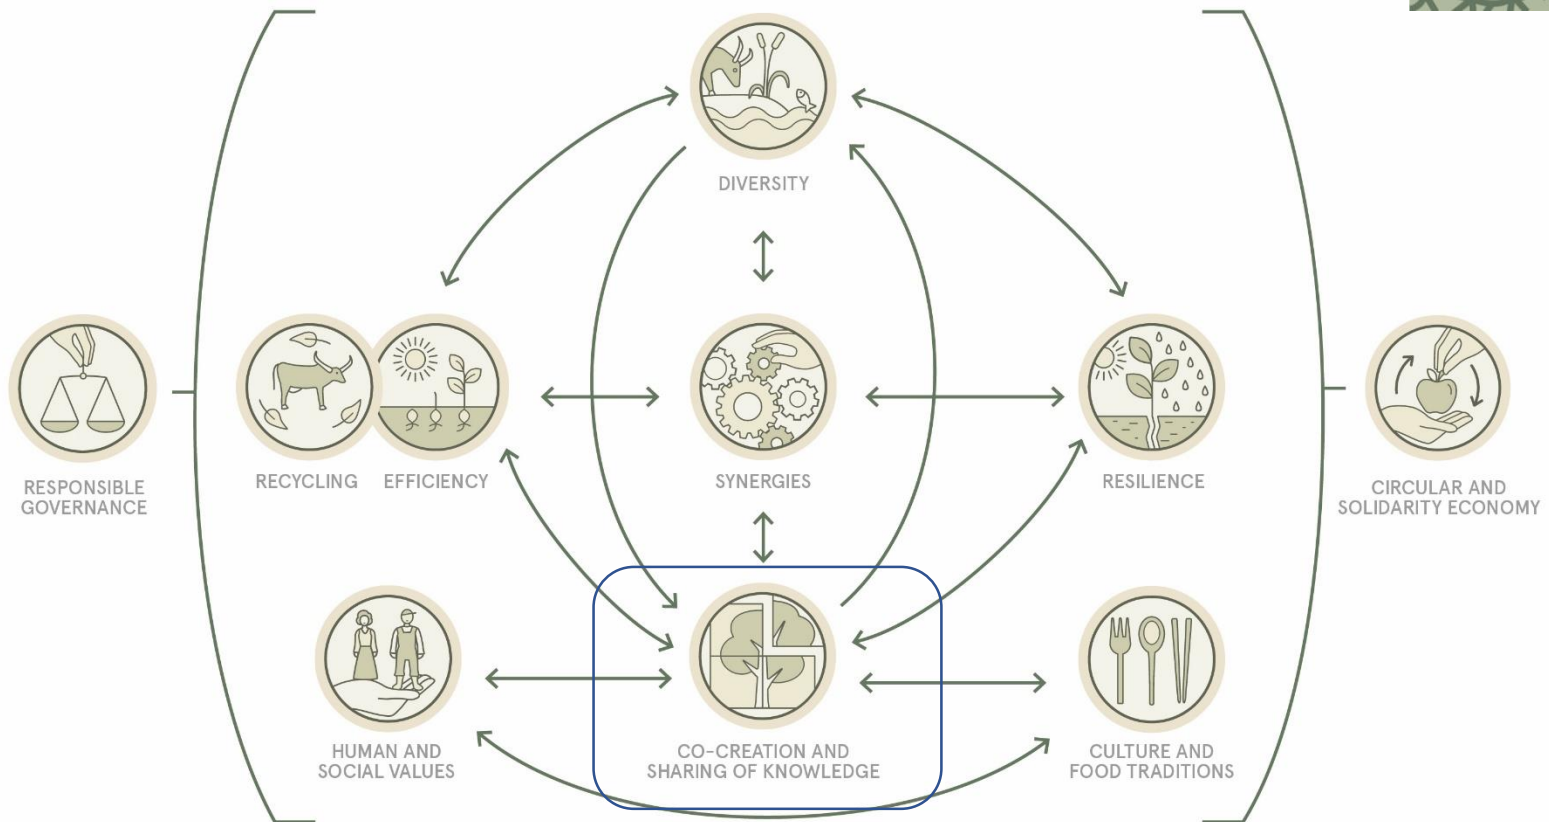 DIVERSITY
RESPONSIBLE
GOVERNANCE
RECYCLING
EFFICIENCY
SYNERGIES
RESILIENCE
CIRCULAR AND
SOLIDARITY ECONOMY
HUMAN AND
SOCIAL VALUES
CO-CREATION AND
SHARING OF KNOWLEDGE
CULTURE AND
FOOD TRADITIONS